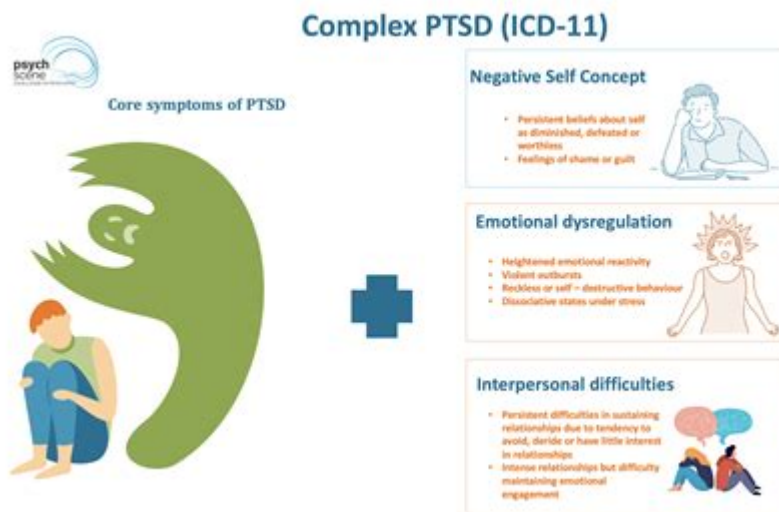 Complex PTSD (ICD-11)
psych
scene
Core symptoms of PTSD
Negative Self Concept
• Persistent beliefs about self
as diminished, defeated or
worthless
• Feelings of shame or guilt
Emotional dysregulation
• Heightened emotional reactivity
• Violent outbursts
• Reckless or self – destructive behaviour
• Dissociative states under stress
Interpersonal difficulties
• Persistent difficulties in sustaining
relationships due to tendency to
avoid, deride or have little interest
in relationships
• Intense relationships but difficulty
maintaining emotional
engagement